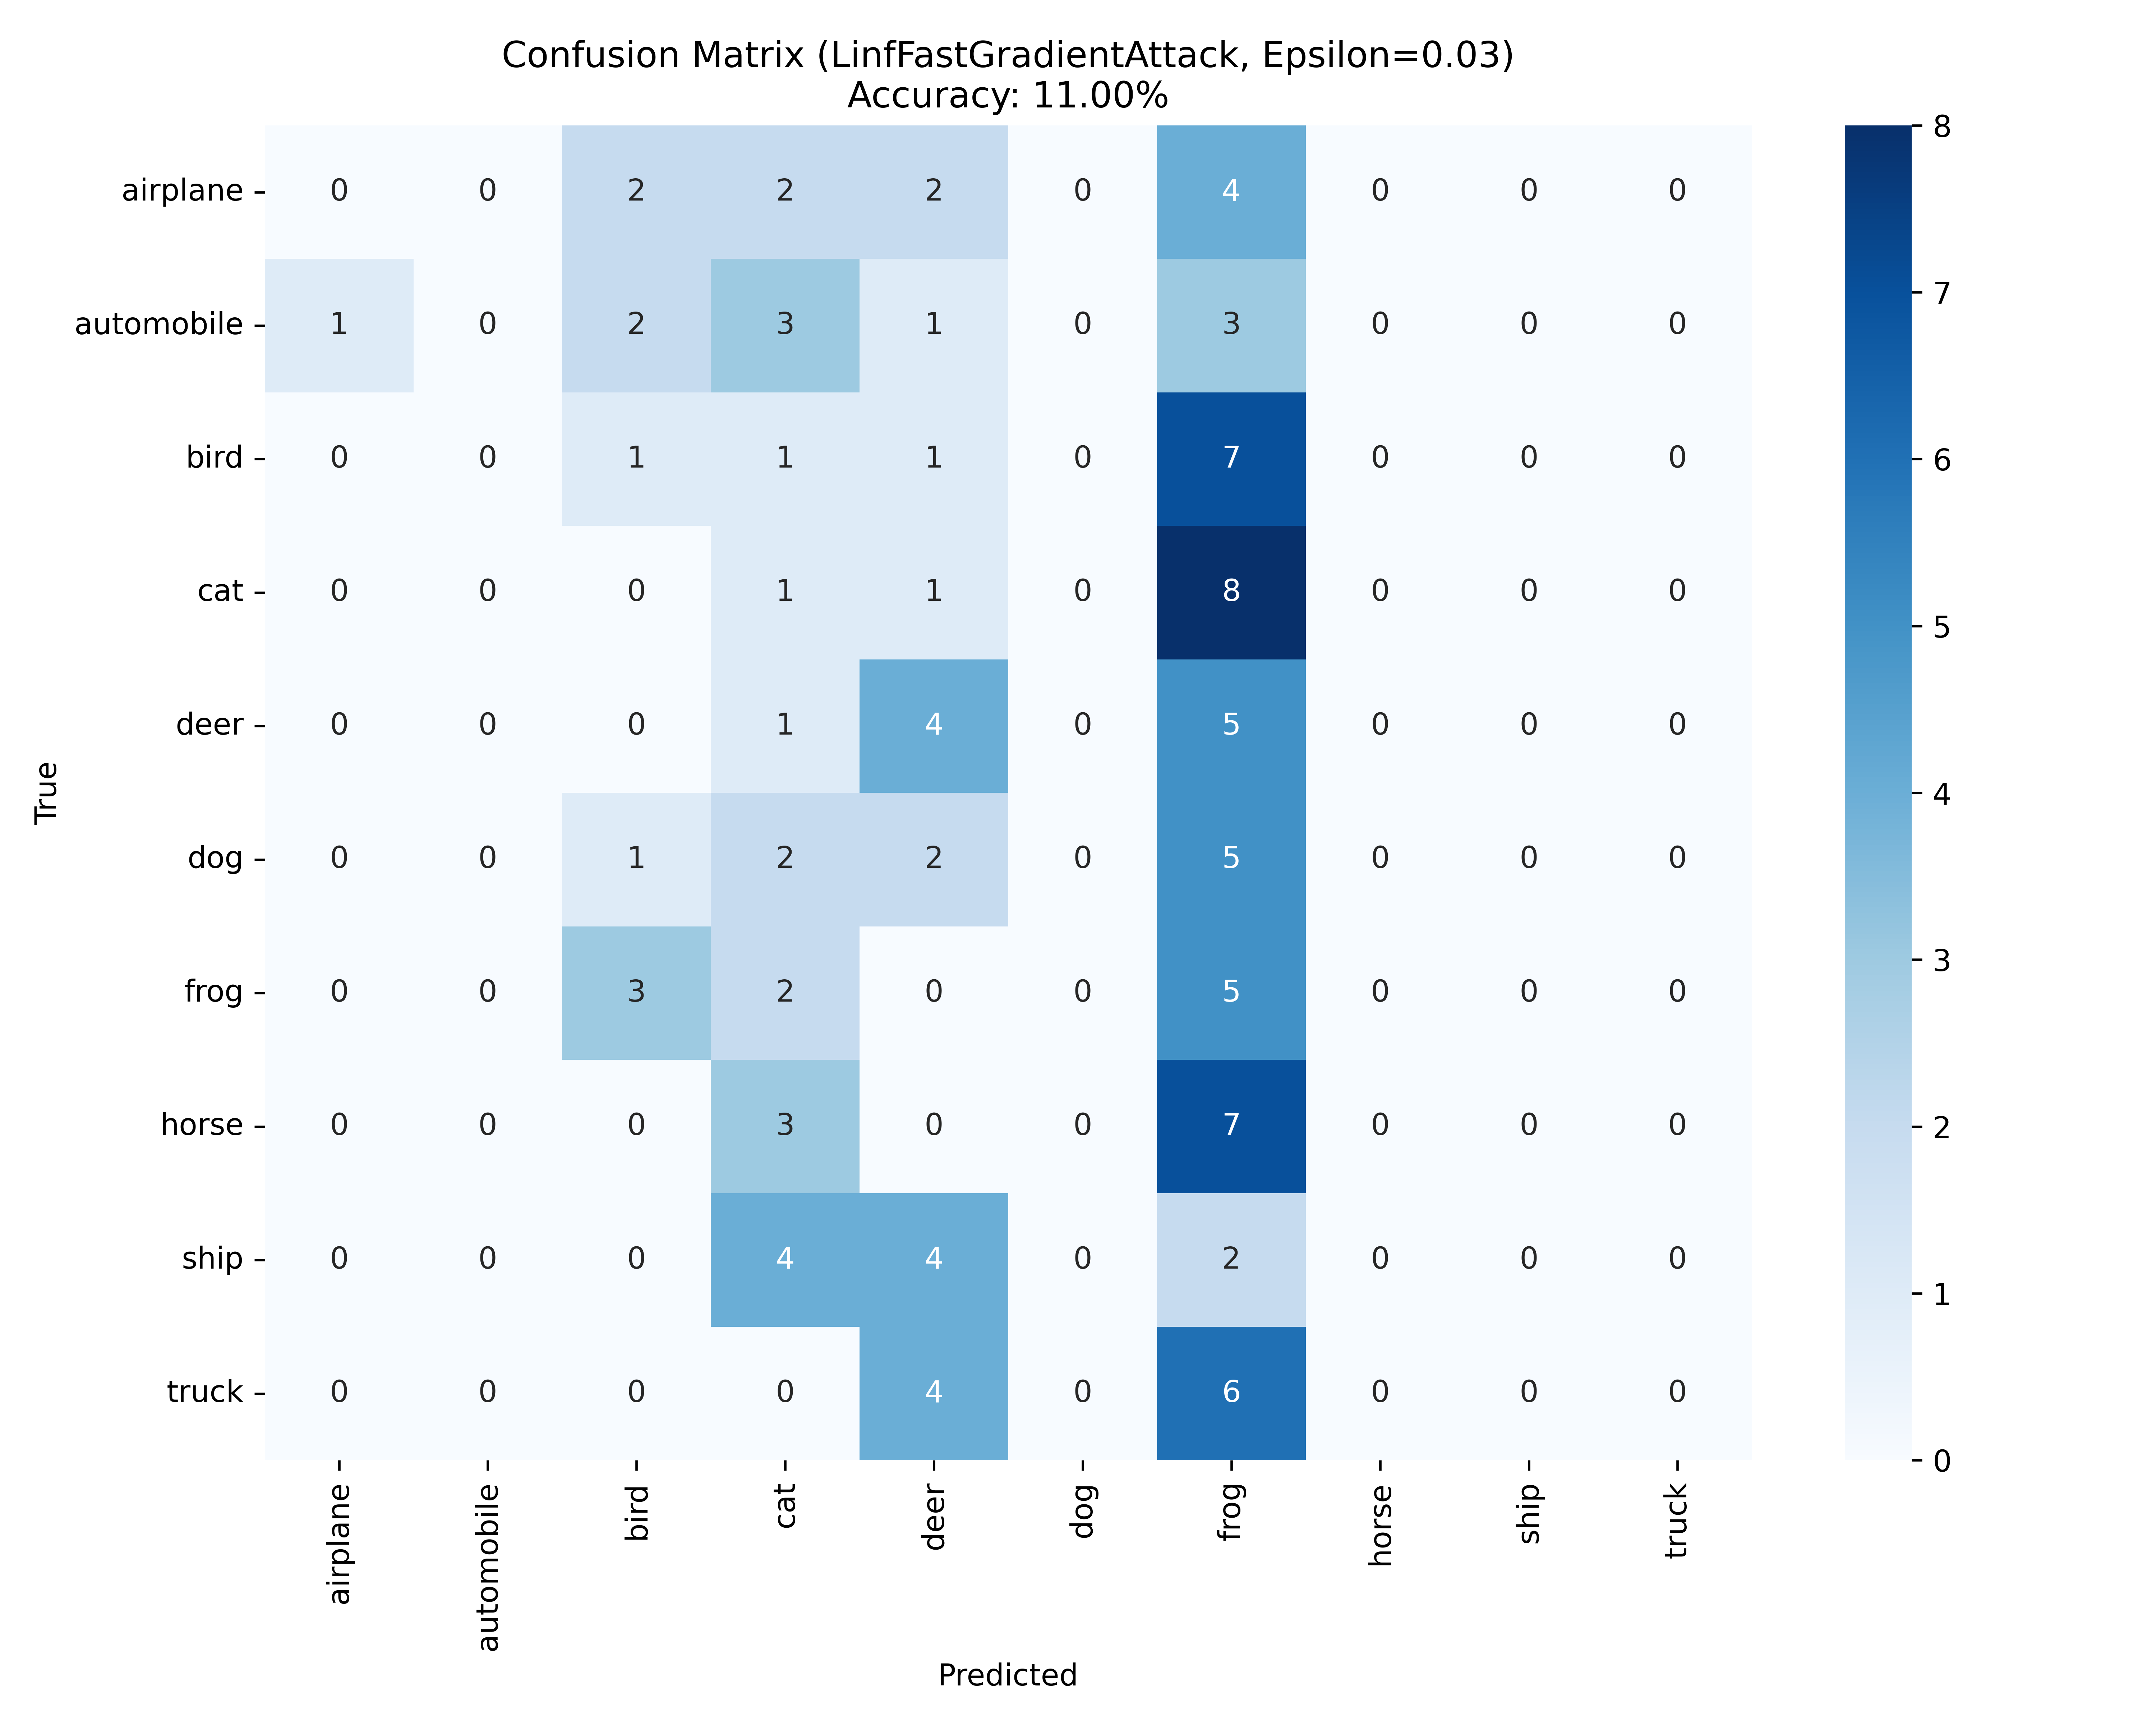 Confusion Matrix (LinfFastGradientAttack, Epsilon=0.03)
Accuracy: 11.00%
airplane 0 0 2 2 2 0 4 0 0 0
automobile 1 0 2 3 1 0 3 0 0 0
bird 0 0 1 1 1 0 7 0 0 0
cat 0 0 0 1 1 0 8 0 0 0
deer 0 0 0 1 4 0 5 0 0 0
dog 0 0 1 2 2 0 5 0 0 0
frog 0 0 3 2 0 0 5 0 0 0
horse 0 0 0 3 0 0 7 0 0 0
ship 0 0 0 4 4 0 2 0 0 0
truck 0 0 0 0 4 0 6 0 0 0
True
airplane automobile bird cat deer dog frog horse ship truck
Predicted
8
7
6
5
4
3
2
1
0